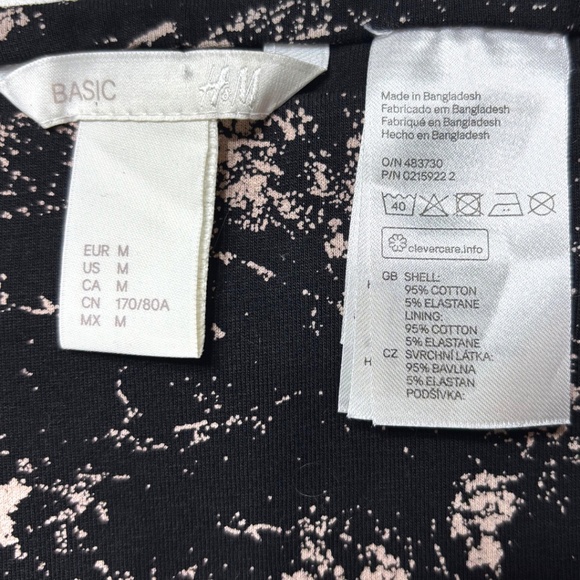 BASIC
H&M
EUR M
US M
CA M
CN 170/80A
MX M
Made in Bangladesh
Fabricado em Bangladesh
Fabriqué en Bangladesh
Hecho en Bangladesh
O/N 483730
P/N 0215922 2
40
clevercare.info
GB SHELL:
95% COTTON
5% ELASTANE
LINING:
95% COTTON
5% ELASTANE
CZ SVRCHNÍ LÁTKA:
95% BAVLNA
5% ELASTAN
PODŠÍVKA: